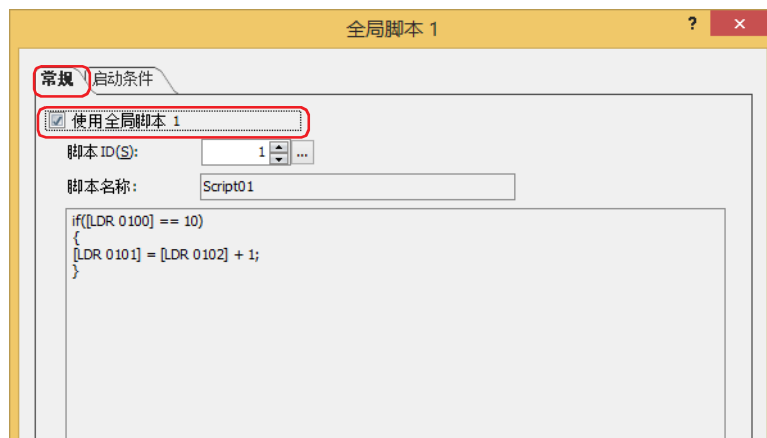 全局脚本 1
? ×
常规 启动条件
使用全局脚本 1
脚本 ID(S): 1 ...
脚本名称: Script01
if([LDR 0100] == 10)
{
[LDR 0101] = [LDR 0102] + 1;
}